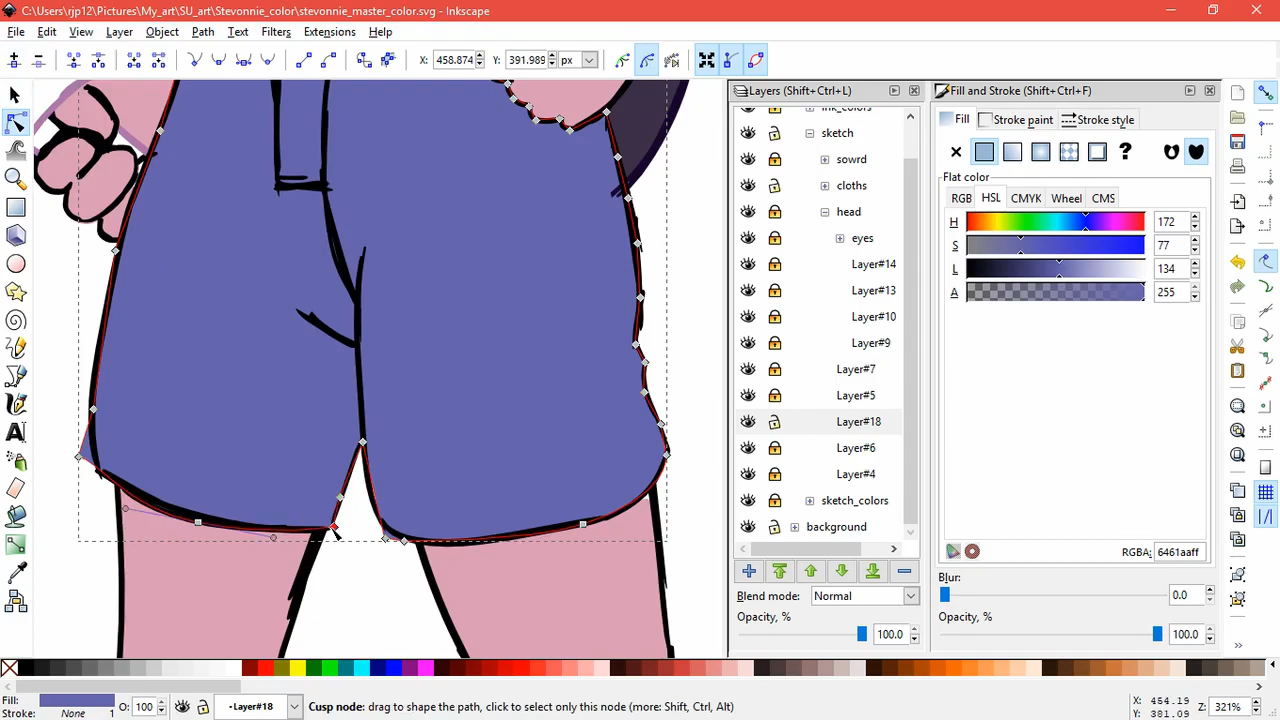 C:\Users\rjp12\Pictures\My_art\SU_art\Stevonnie_color\stevonnie_master_color.svg - Inkscape
File Edit View Layer Object Path Text Filters Extensions Help
X: 458.874 Y: 391.989 px
Layers (Shift+Ctrl+L)
ink_colors
sketch
sowrd
cloths
head
eyes
Layer#14
Layer#13
Layer#10
Layer#9
Layer#7
Layer#5
Layer#18
Layer#6
Layer#4
sketch_colors
background
Blend mode: Normal
Opacity, %
100.0
Fill and Stroke (Shift+Ctrl+F)
Fill Stroke paint Stroke style
?
Flat color
RGB HSL CMYK Wheel CMS
H 172
S 77
L 134
A 255
RGBA: 6461aaff
Blur:
0.0
Opacity, %
100.0
Fill:
Stroke: None 1
O: 100
•Layer#18
Cusp node: drag to shape the path, click to select only this node (more: Shift, Ctrl, Alt)
X: 454.19
Y: 381.09
Z: 321%